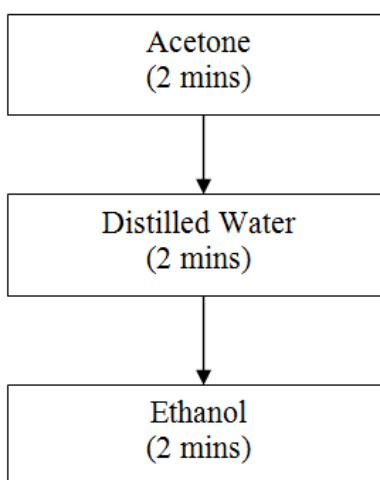 Acetone
(2 mins)
Distilled Water
(2 mins)
Ethanol
(2 mins)